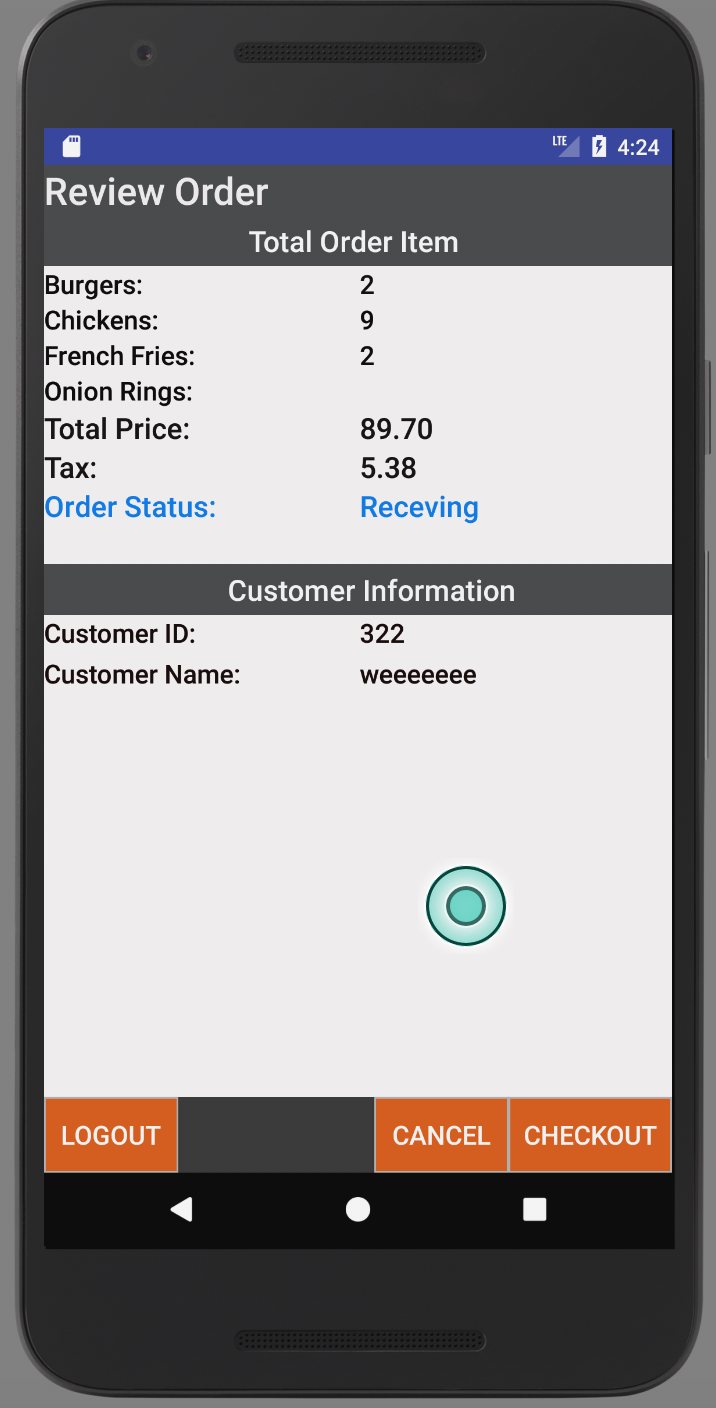 LTE 4:24
Review Order
Total Order Item
Burgers: 2
Chickens: 9
French Fries: 2
Onion Rings:
Total Price: 89.70
Tax: 5.38
Order Status: Receving
Customer Information
Customer ID: 322
Customer Name: weeeeeee
LOGOUT CANCEL CHECKOUT